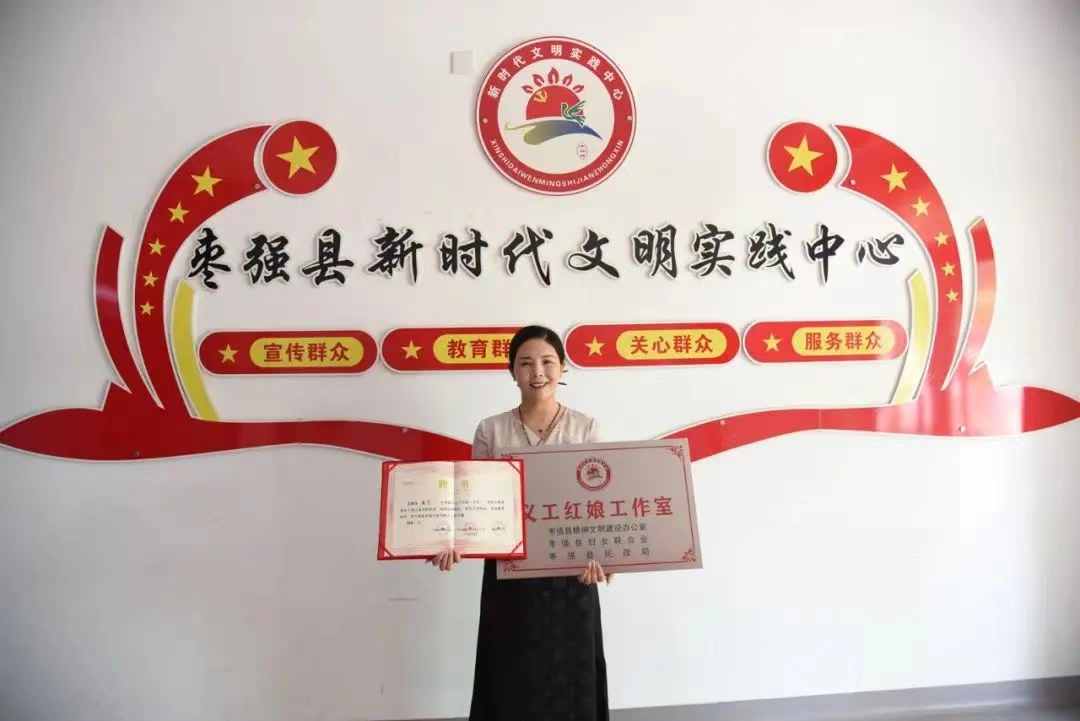 新时代文明实践中心
XINSHIDAIWENMINGSHIJIANZHONGXIN
枣强县新时代文明实践中心
宣传群众
教育群
关心群众
服务群众
聘书
义工红娘工作室
枣强县精神文明建设办公室
枣强县妇女联合会
枣强县民政局